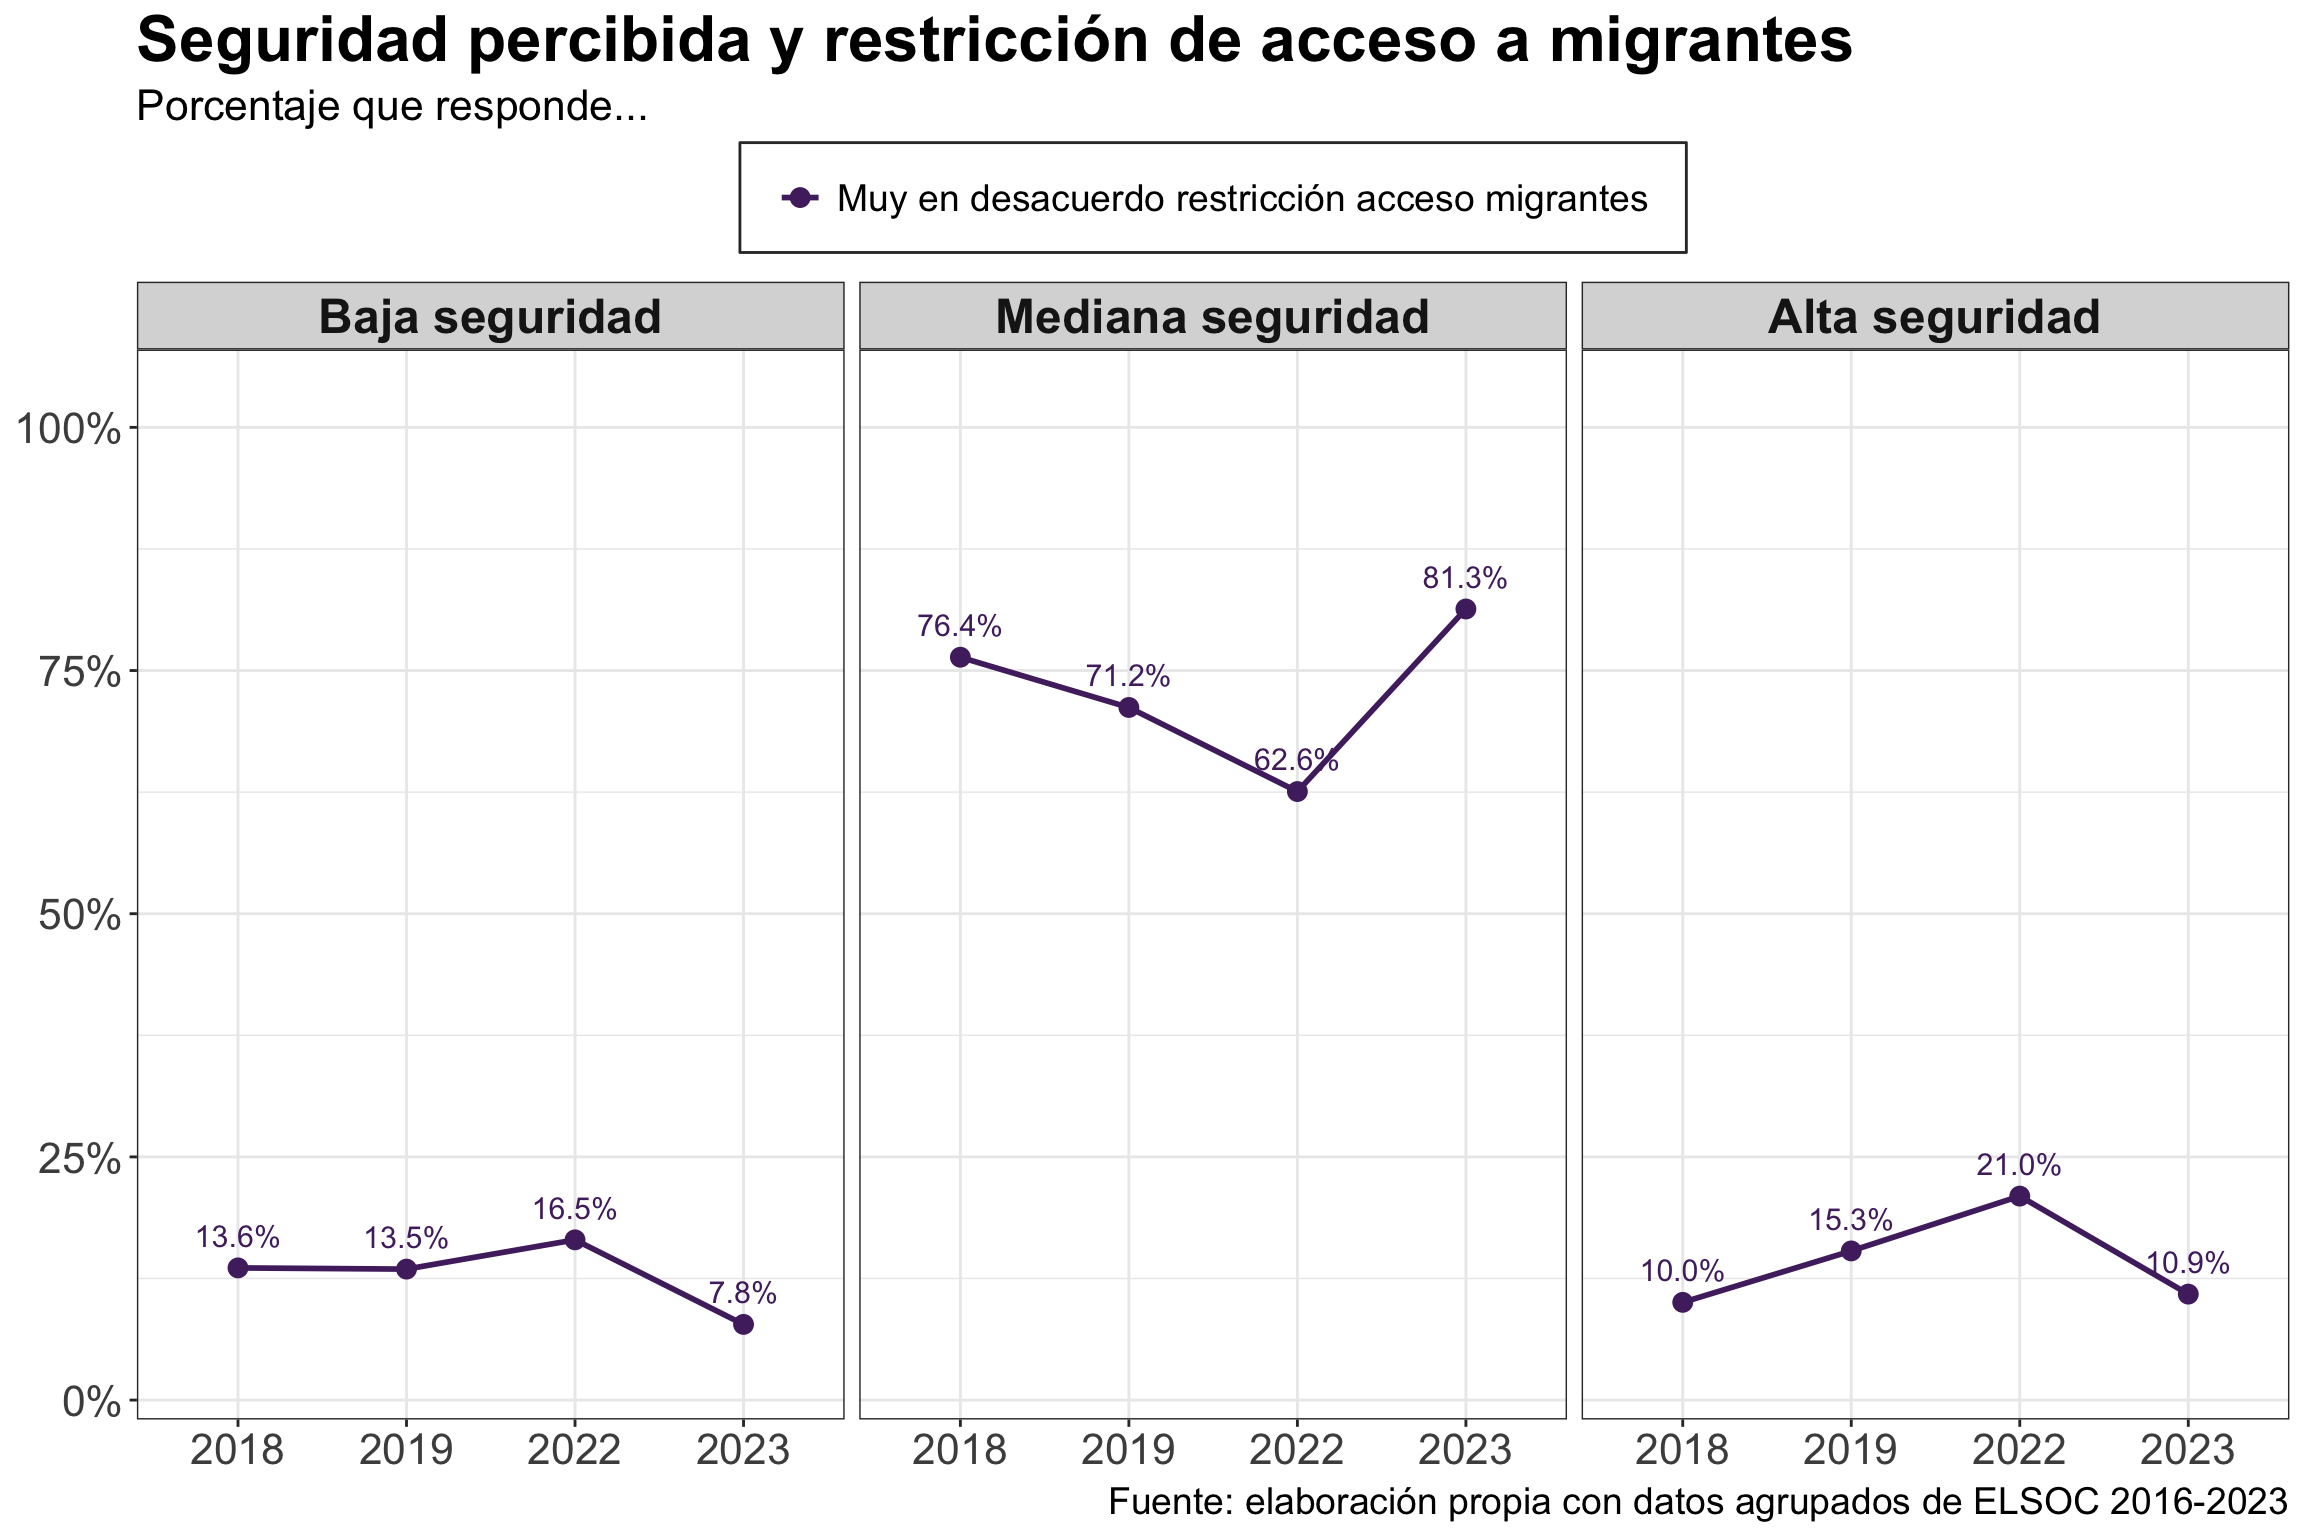 Seguridad percibida y restricción de acceso a migrantes
Porcentaje que responde...
Muy en desacuerdo restricción acceso migrantes
Baja seguridad
Mediana seguridad
Alta seguridad
100%
75%
50%
25%
0%
13.6%
13.5%
16.5%
7.8%
76.4%
71.2%
62.6%
81.3%
10.0%
15.3%
21.0%
10.9%
2018 2019 2022 2023
2018 2019 2022 2023
2018 2019 2022 2023
Fuente: elaboración propia con datos agrupados de ELSOC 2016-2023